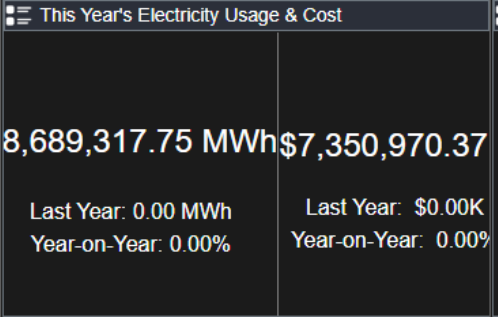 This Year's Electricity Usage & Cost
8,689,317.75 MWh
Last Year: 0.00 MWh
Year-on-Year: 0.00%
$7,350,970.37
Last Year: $0.00K
Year-on-Year: 0.00%